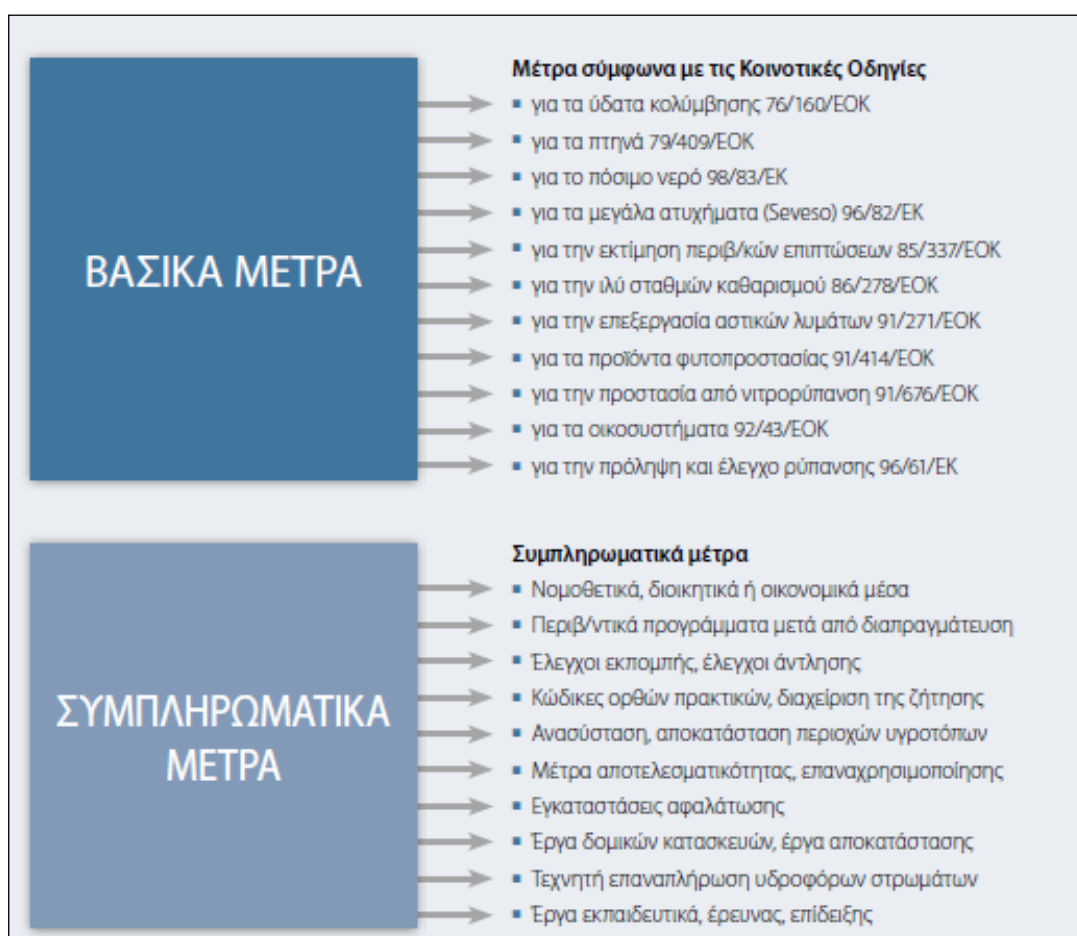 ΒΑΣΙΚΑ ΜΕΤΡΑ
Μέτρα σύμφωνα με τις Κοινοτικές Οδηγίες
▪ για τα ύδατα κολύμβησης 76/160/ΕΟΚ
▪ για τα πτηνά 79/409/ΕΟΚ
▪ για το πόσιμο νερό 98/83/ΕΚ
▪ για τα μεγάλα ατυχήματα (Seveso) 96/82/ΕΚ
▪ για την εκτίμηση περιβ/κών επιπτώσεων 85/337/ΕΟΚ
▪ για την ιλύ σταθμών καθαρισμού 86/278/ΕΟΚ
▪ για την επεξεργασία αστικών λυμάτων 91/271/ΕΟΚ
▪ για τα προϊόντα φυτοπροστασίας 91/414/ΕΟΚ
▪ για την προστασία από νιτρορύπανση 91/676/ΕΟΚ
▪ για τα οικοσυστήματα 92/43/ΕΟΚ
▪ για την πρόληψη και έλεγχο ρύπανσης 96/61/ΕΚ
ΣΥΜΠΛΗΡΩΜΑΤΙΚΑ
ΜΕΤΡΑ
Συμπληρωματικά μέτρα
▪ Νομοθετικά, διοικητικά ή οικονομικά μέσα
▪ Περιβ/ντικά προγράμματα μετά από διαπραγμάτευση
▪ Έλεγχοι εκπομπής, έλεγχοι άντλησης
▪ Κώδικες ορθών πρακτικών, διαχείριση της ζήτησης
▪ Ανασύσταση, αποκατάσταση περιοχών υγροτόπων
▪ Μέτρα αποτελεσματικότητας, επαναχρησιμοποίησης
▪ Εγκαταστάσεις αφαλάτωσης
▪ Έργα δομικών κατασκευών, έργα αποκατάστασης
▪ Τεχνητή επαναπλήρωση υδροφόρων στρωμάτων
▪ Έργα εκπαιδευτικά, έρευνας, επίδειξης